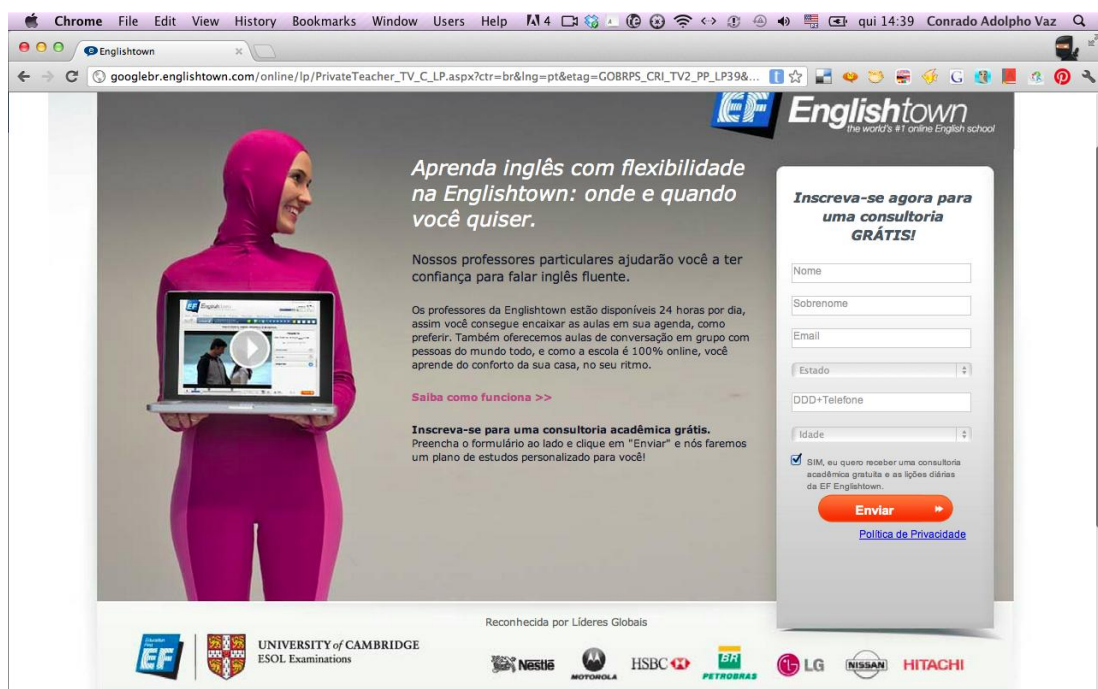 Chrome File Edit View History Bookmarks Window Users Help 4 qui 14:39 Conrado Adolpho Vaz
Englishtown
googlebr.englishtown.com/online/lp/PrivateTeacher_TV_C_LP.aspx?ctr=br&lng=pt&etag=GOBRPS_CRI_TV2_PP_LP39&...
EF Englishtown
the world's #1 online English school
Aprenda inglês com flexibilidade
na Englishtown: onde e quando
você quiser.
Nossos professores particulares ajudarão você a ter
confiança para falar inglês fluente.
Os professores da Englishtown estão disponíveis 24 horas por dia,
assim você consegue encaixar as aulas em sua agenda, como
preferir. Também oferecemos aulas de conversação em grupo com
pessoas do mundo todo, e como a escola é 100% online, você
aprende do conforto da sua casa, no seu ritmo.
Saiba como funciona >>
Inscreva-se para uma consultoria acadêmica grátis.
Preencha o formulário ao lado e clique em "Enviar" e nós faremos
um plano de estudos personalizado para você!
Inscreva-se agora para
uma consultoria
GRÁTIS!
Nome
Sobrenome
Email
Estado
DDD+Telefone
Idade
SIM, eu quero receber uma consultoria
acadêmica gratuita e as lições diárias
da EF Englishtown.
Enviar
Política de Privacidade
Reconhecida por Líderes Globais
Education
First
EF
UNIVERSITY of CAMBRIDGE
ESOL Examinations
Nestlé
MOTOROLA
HSBC
BR
PETROBRAS
LG
NISSAN
HITACHI